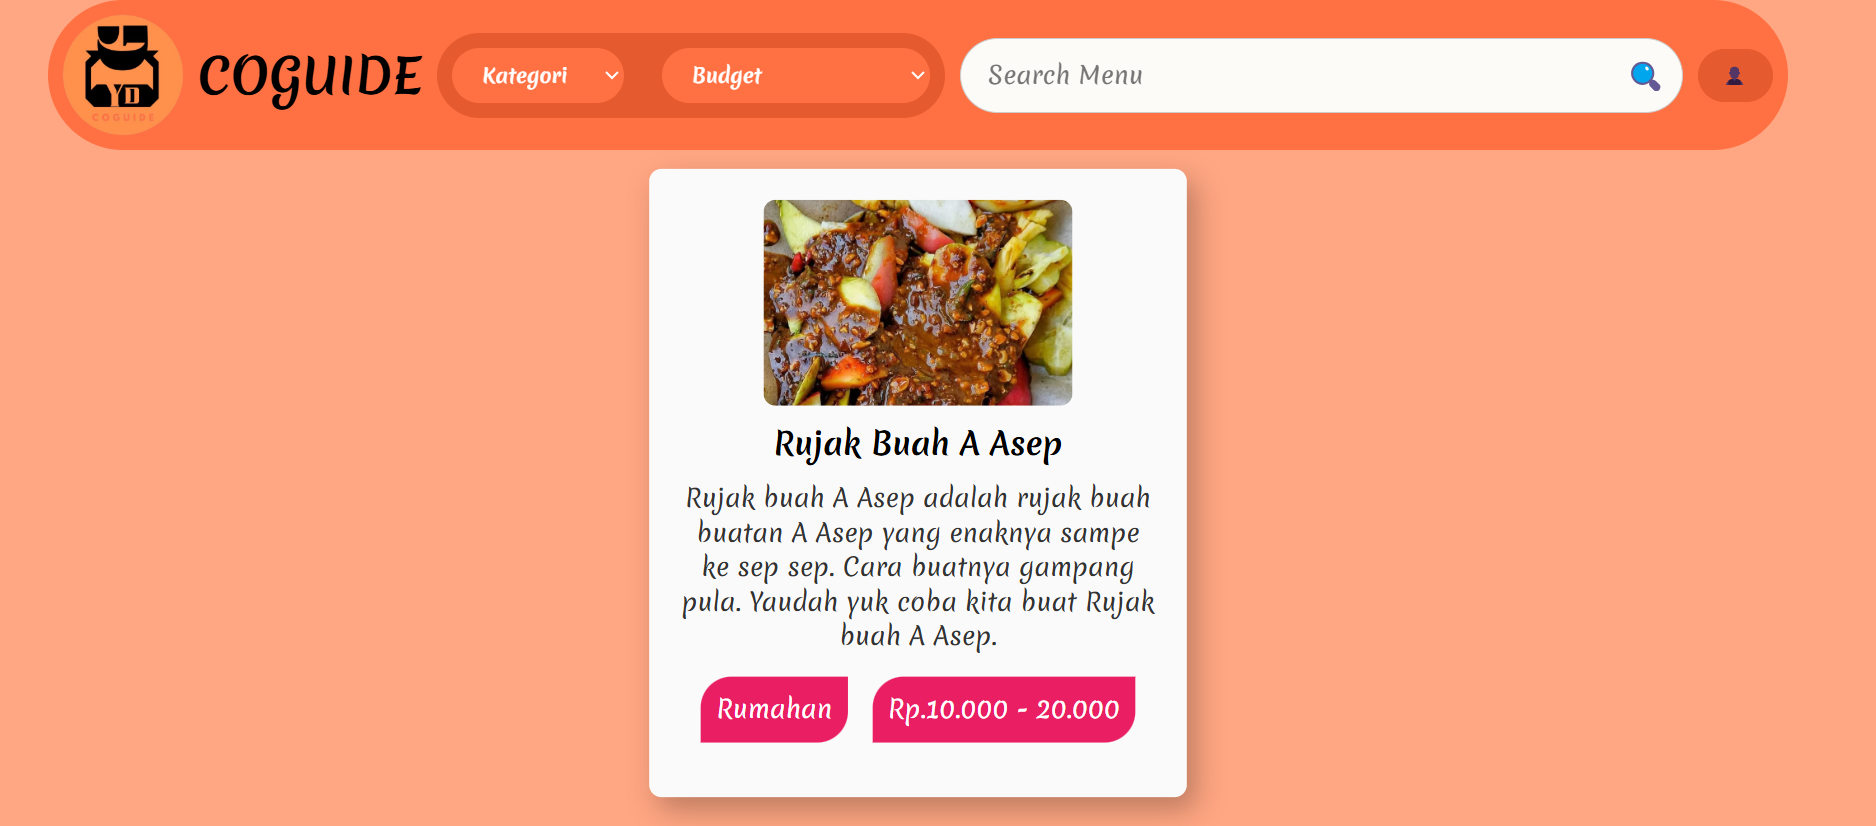 YD
COGUIDE
COGUIDE
Kategori
Budget
Search Menu
Rujak Buah A Asep
Rujak buah A Asep adalah rujak buah
buatan A Asep yang enaknya sampe
ke sep sep. Cara buatnya gampang
pula. Yaudah yuk coba kita buat Rujak
buah A Asep.
Rumahan
Rp.10.000 - 20.000